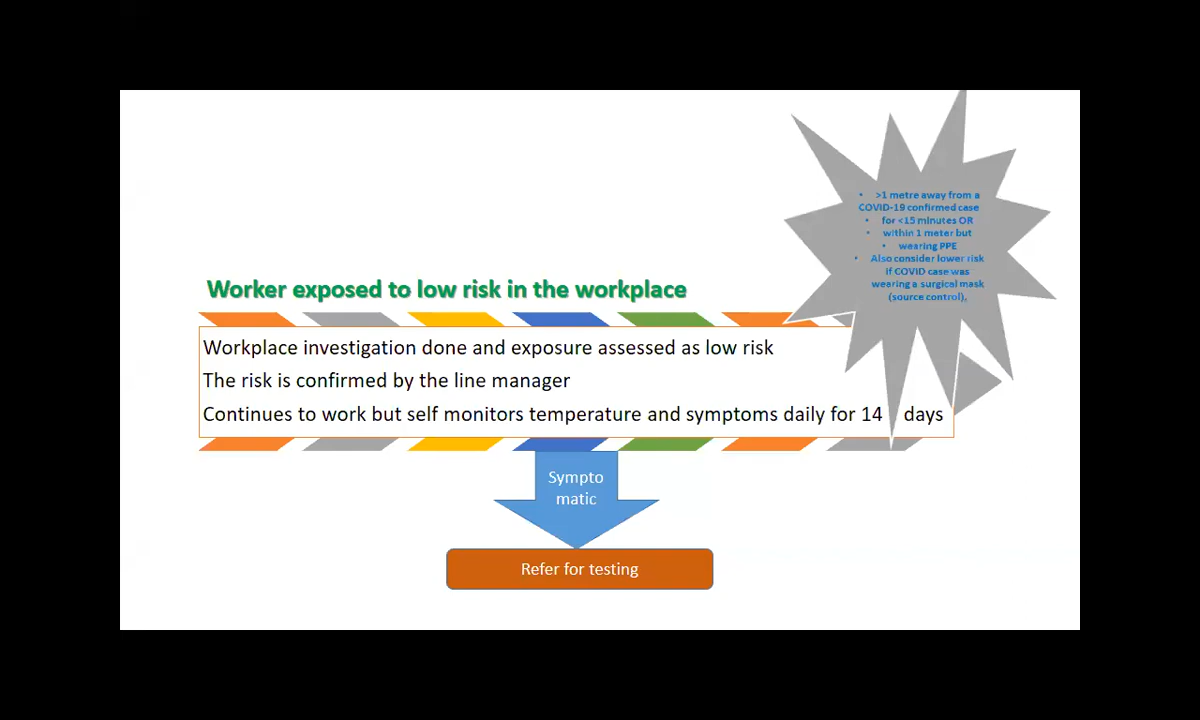 • >1 metre away from a
COVID-19 confirmed case
• for <15 minutes OR
• within 1 meter but
• wearing PPE
• Also consider lower risk
if COVID case was
wearing a surgical mask
(source control),
Worker exposed to low risk in the workplace
Workplace investigation done and exposure assessed as low risk
The risk is confirmed by the line manager
Continues to work but self monitors temperature and symptoms daily for 14 days
Sympto
matic
Refer for testing